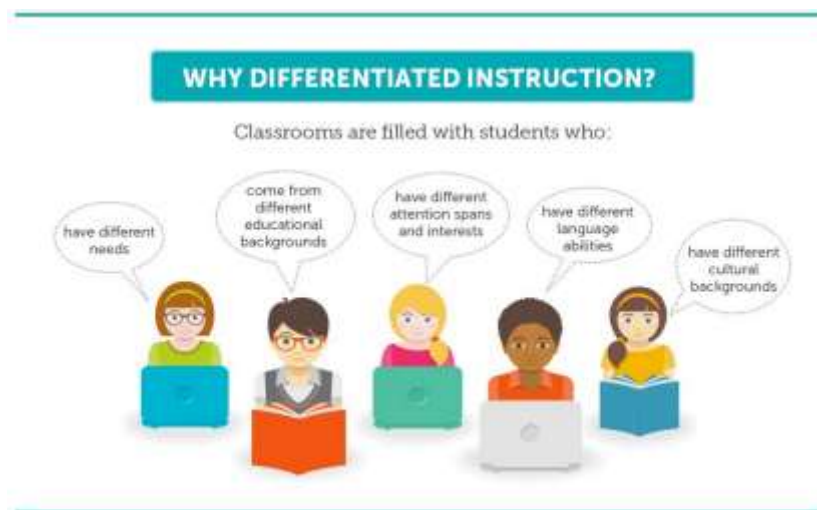 WHY DIFFERENTIATED INSTRUCTION?
Classrooms are filled with students who:
have different
needs
come from
different
educational
backgrounds
have different
attention spans
and interests
have different
language
abilities
have different
cultural
backgrounds